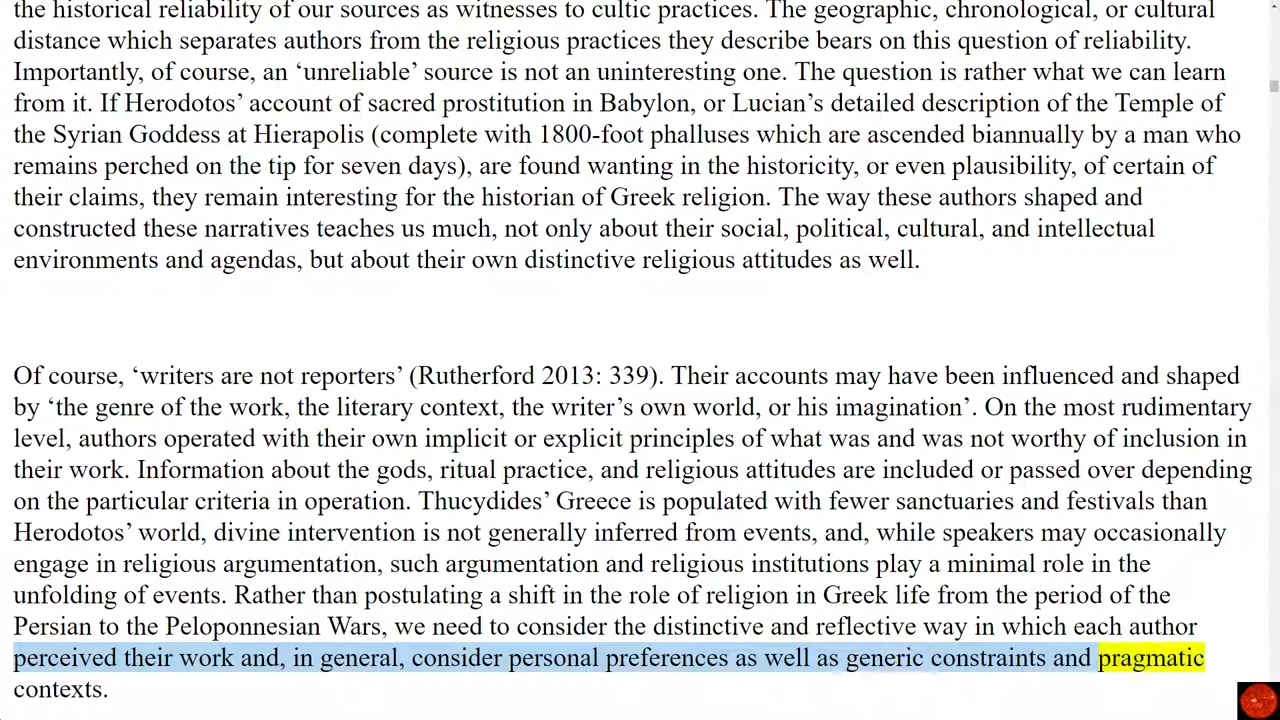 the historical reliability of our sources as witnesses to cultic practices. The geographic, chronological, or cultural
distance which separates authors from the religious practices they describe bears on this question of reliability.
Importantly, of course, an ‘unreliable’ source is not an uninteresting one. The question is rather what we can learn
from it. If Herodotos’ account of sacred prostitution in Babylon, or Lucian’s detailed description of the Temple of
the Syrian Goddess at Hierapolis (complete with 1800-foot phalluses which are ascended biannually by a man who
remains perched on the tip for seven days), are found wanting in the historicity, or even plausibility, of certain of
their claims, they remain interesting for the historian of Greek religion. The way these authors shaped and
constructed these narratives teaches us much, not only about their social, political, cultural, and intellectual
environments and agendas, but about their own distinctive religious attitudes as well.
Of course, ‘writers are not reporters’ (Rutherford 2013: 339). Their accounts may have been influenced and shaped
by ‘the genre of the work, the literary context, the writer’s own world, or his imagination’. On the most rudimentary
level, authors operated with their own implicit or explicit principles of what was and was not worthy of inclusion in
their work. Information about the gods, ritual practice, and religious attitudes are included or passed over depending
on the particular criteria in operation. Thucydides’ Greece is populated with fewer sanctuaries and festivals than
Herodotos’ world, divine intervention is not generally inferred from events, and, while speakers may occasionally
engage in religious argumentation, such argumentation and religious institutions play a minimal role in the
unfolding of events. Rather than postulating a shift in the role of religion in Greek life from the period of the
Persian to the Peloponnesian Wars, we need to consider the distinctive and reflective way in which each author
perceived their work and, in general, consider personal preferences as well as generic constraints and pragmatic
contexts.